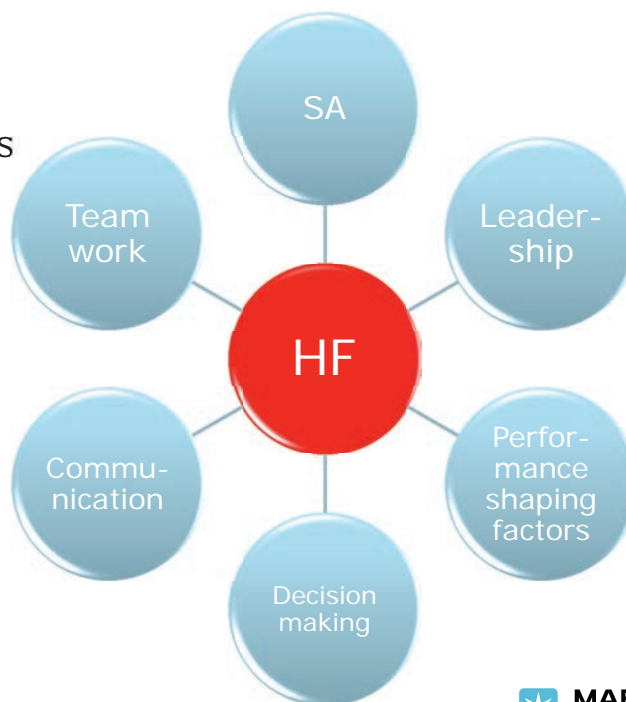 SA
Team
work
Leader-
ship
HF
Commu-
nication
Perfor-
mance
shaping
factors
Decision
making